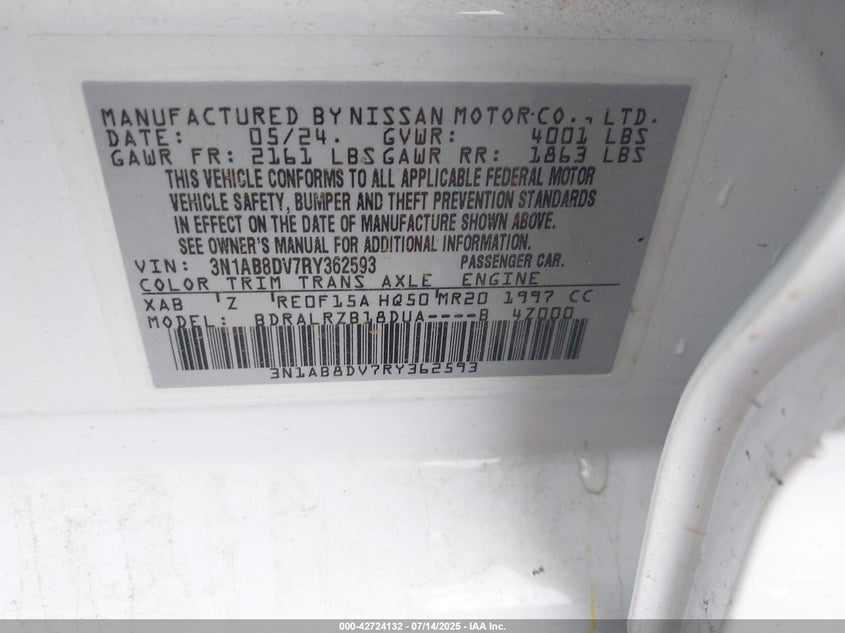 MANUFACTURED BY NISSAN MOTOR CO., LTD.
DATE: 05/24. GVWR: 4001 LBS
GAWR FR: 2161 LBS GAWR RR: 1863 LBS
THIS VEHICLE CONFORMS TO ALL APPLICABLE FEDERAL MOTOR
VEHICLE SAFETY, BUMPER AND THEFT PREVENTION STANDARDS
IN EFFECT ON THE DATE OF MANUFACTURE SHOWN ABOVE.
SEE OWNER'S MANUAL FOR ADDITIONAL INFORMATION.
VIN: 3N1AB8DV7RY362593 PASSENGER CAR.
COLOR TRIM TRANS AXLE ENGINE
XAB Z RE0F15A HQ50 MR20 1997 CC
MODEL: BDRALRZB18DUA----B 4Z000
3N1AB8DV7RY362593
000-42724132 - 07/14/2025 - IAA Inc.